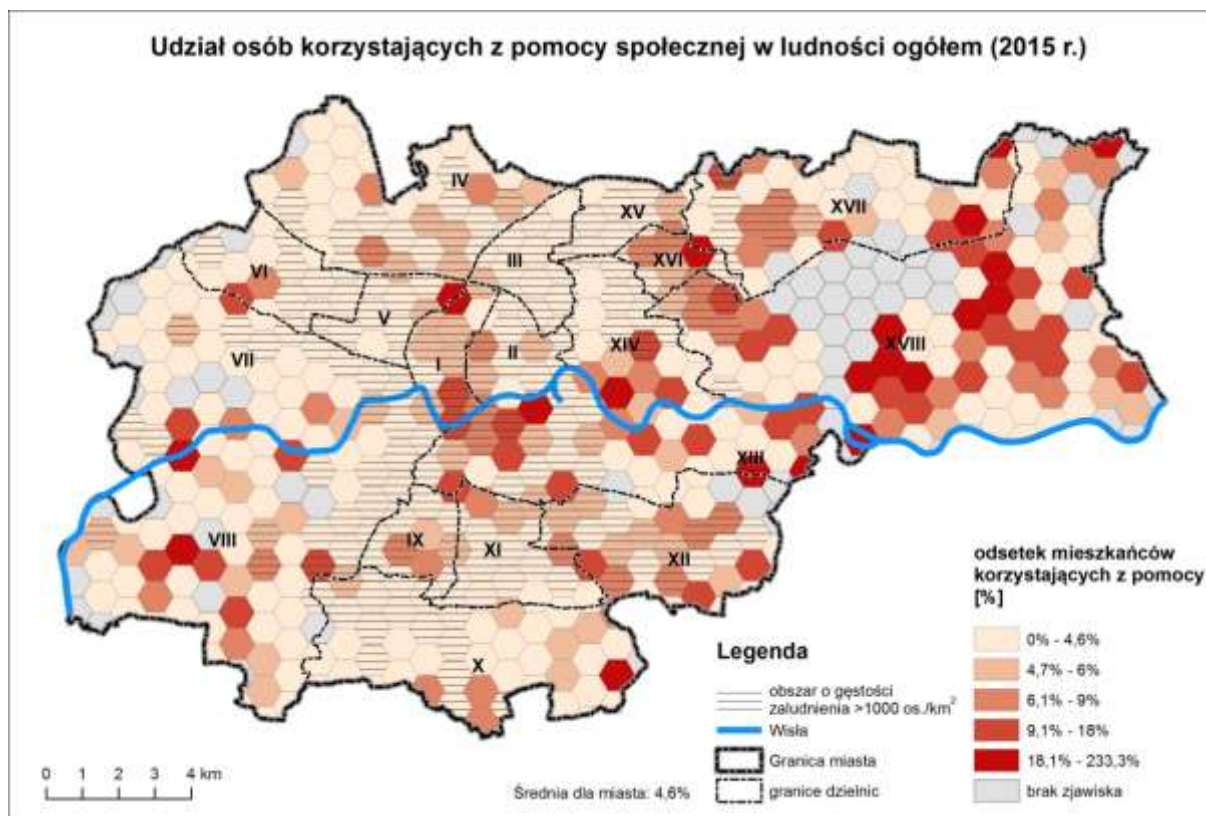 Udział osób korzystających z pomocy społecznej w ludności ogółem (2015 r.)
IV
XV
XVII
III
XVI
VI
V
VII
I
II
XIV
XVIII
XIII
VIII
IX
XI
XII
X
odsetek mieszkańców
korzystających z pomocy
[%]
0% - 4,6%
4,7% - 6%
6,1% - 9%
9,1% - 18%
18,1% - 233,3%
brak zjawiska
Legenda
obszar o gęstości
zaludnienia >1000 os./km²
Wisła
Granica miasta
granice dzielnic
0 1 2 3 4 km
Średnia dla miasta: 4,6%